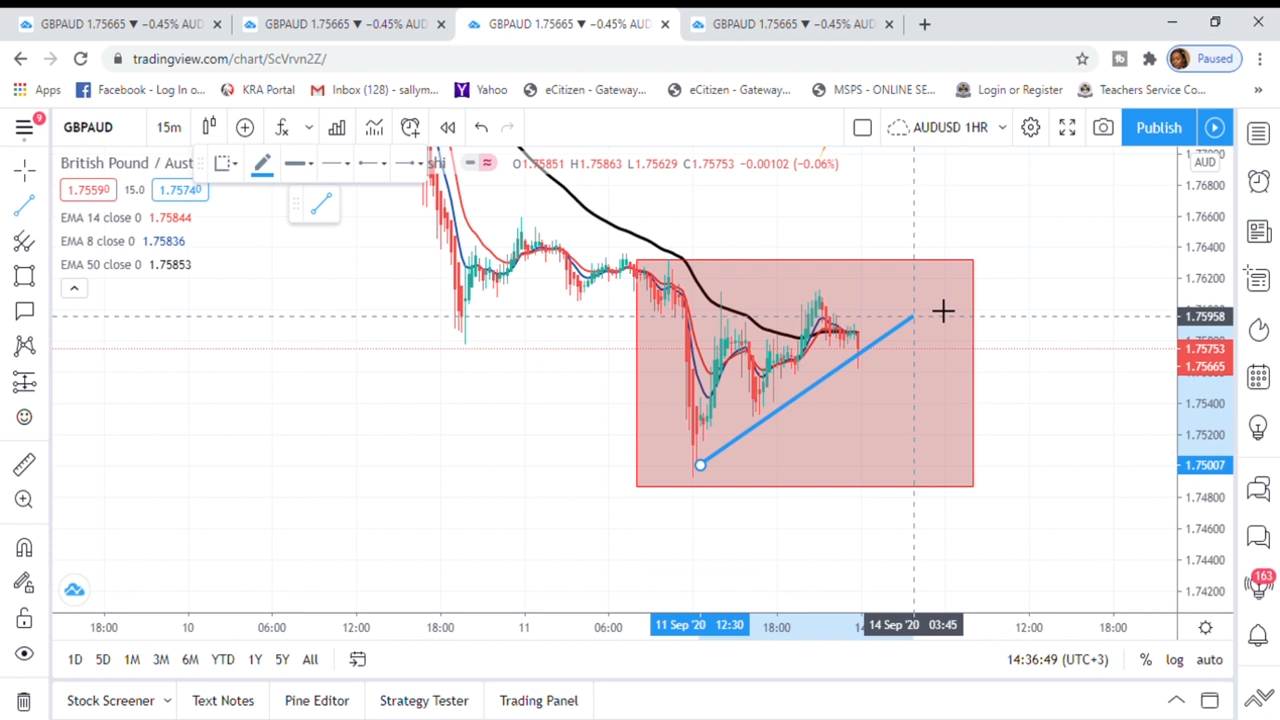 GBPAUD 1.75665 ▼ −0.45% AUD
GBPAUD 1.75665 ▼ −0.45% AUD
GBPAUD 1.75665 ▼ −0.45% AUD
GBPAUD 1.75665 ▼ −0.45% AUD
tradingview.com/chart/ScVrvn2Z/
Paused
Apps
Facebook - Log In o...
KRA Portal
Inbox (128) - sallym...
Yahoo
eCitizen - Gateway...
eCitizen - Gateway...
MSPS - ONLINE SE...
Login or Register
Teachers Service Co...
»
9
GBPAUD
15m
AUDUSD 1HR
Publish
British Pound / Aust
shi
O1.75851 H1.75863 L1.75629 C1.75753 −0.00102 (−0.06%)
AUD
1.75590
15.0
1.75740
EMA 14 close 0 1.75844
EMA 8 close 0 1.75836
EMA 50 close 0 1.75853
1.76800
1.76600
1.76400
1.76200
1.75958
1.75753
1.75665
1.75400
1.75200
1.75007
1.74800
1.74600
1.74400
1.74200
163
18:00
10
06:00
12:00
18:00
11
06:00
11 Sep '20 12:30
18:00
14 Sep '20 03:45
12:00
18:00
1D
5D
1M
3M
6M
YTD
1Y
5Y
All
14:36:49 (UTC+3)
%
log
auto
Stock Screener
Text Notes
Pine Editor
Strategy Tester
Trading Panel